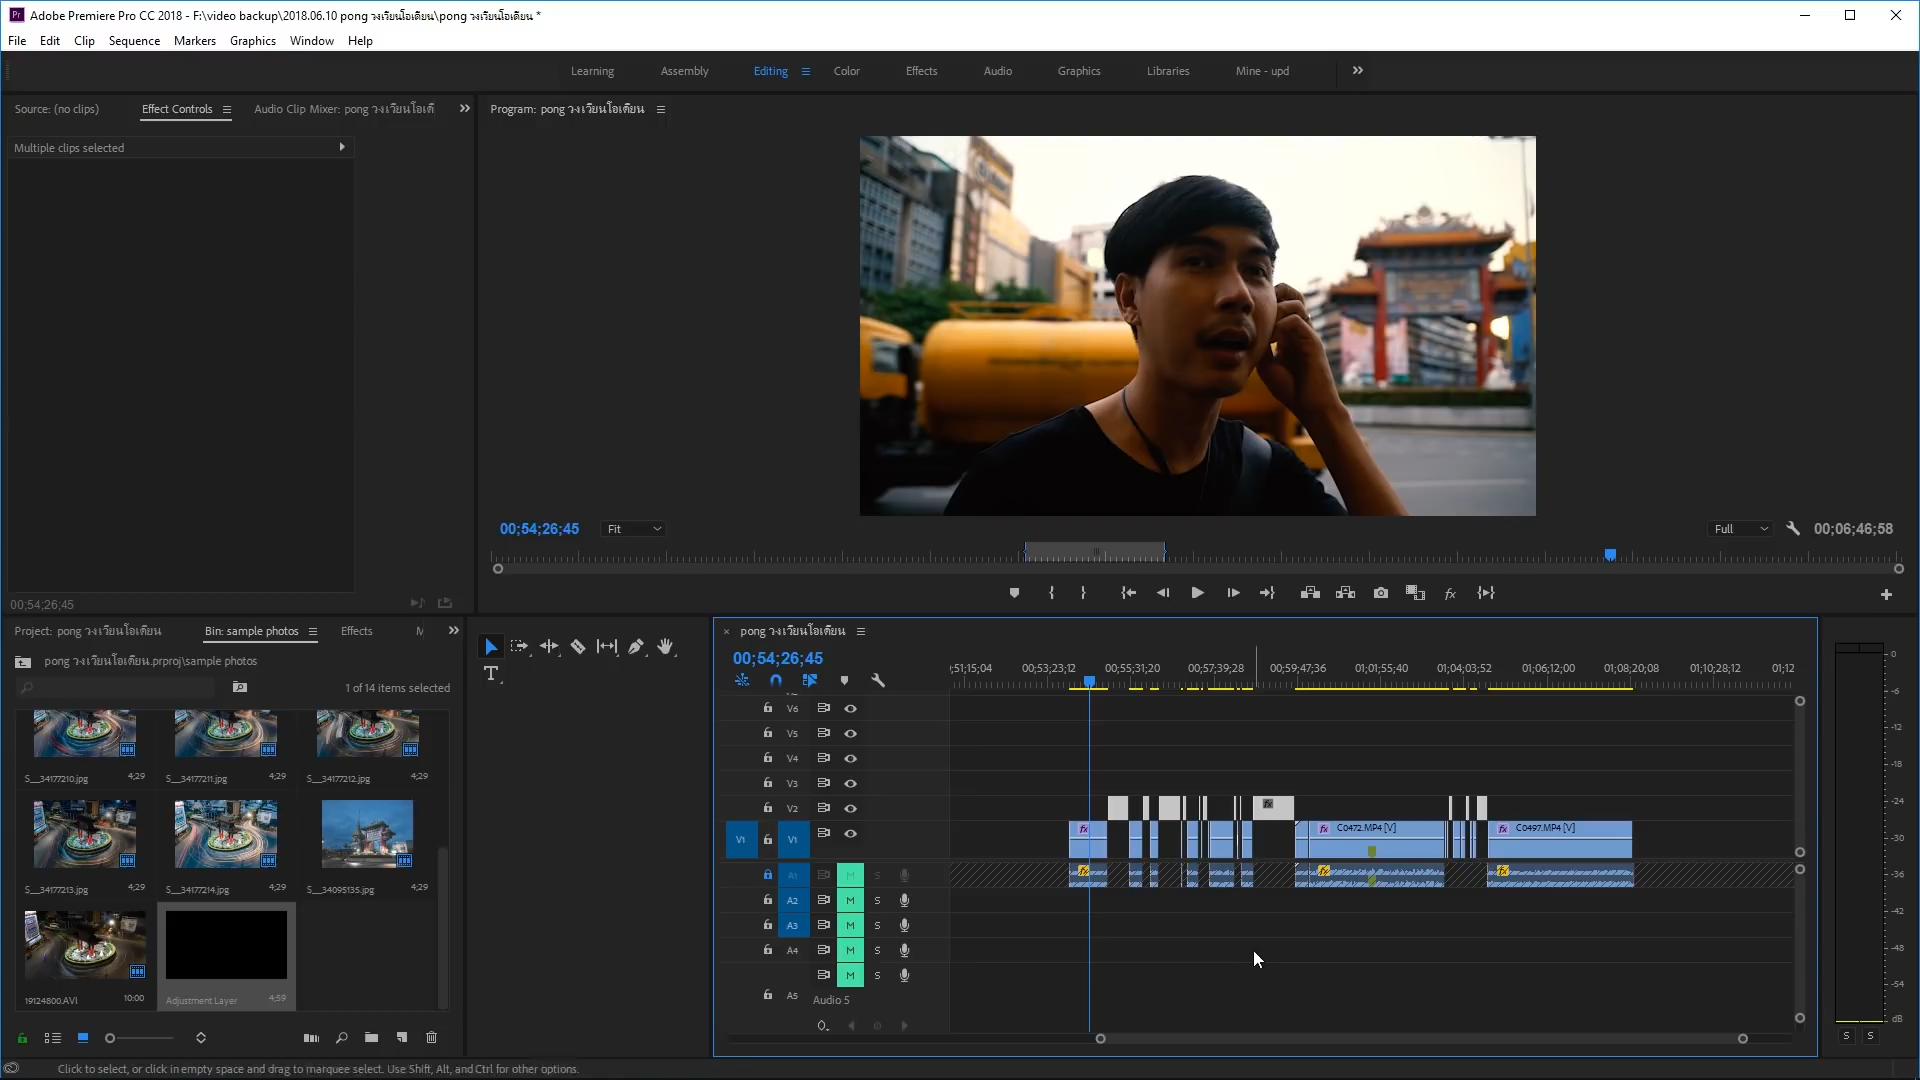 Adobe Premiere Pro CC 2018 - F:\video backup\2018.06.10 pong วงเวียนโอเดียน\pong วงเวียนโอเดียน *
File Edit Clip Sequence Markers Graphics Window Help
Learning Assembly Editing Color Effects Audio Graphics Libraries Mine - upd
Source: (no clips) Effect Controls Audio Clip Mixer: pong วงเวียนโอเดี
Program: pong วงเวียนโอเดียน
Multiple clips selected
00;54;26;45 Fit Full 00;06;46;58
00;54;26;45
Project: pong วงเวียนโอเดียน Bin: sample photos Effects M
pong วงเวียนโอเดียน.prproj\sample photos
1 of 14 items selected
S__34177210.jpg 4;29 S__34177211.jpg 4;29 S__34177212.jpg 4;29
S__34177213.jpg 4;29 S__34177214.jpg 4;29 S__34095135.jpg 4;29
19124800.AVI 10:00 Adjustment Layer 4;59
× pong วงเวียนโอเดียน
00;54;26;45
;51;15;04 00;53;23;12 00;55;31;20 00;57;39;28 00;59;47;36 01;01;55;40 01;04;03;52 01;06;12;00 01;08;20;08 01;10;28;12 01;12
V6
V5
V4
V3
V2 fx
V1 V1 fx fx C0472.MP4 [V] fx C0497.MP4 [V]
A1 M S fx fx fx
A2 M S
A3 M S
A4 M S
M S
A5 Audio 5
0
-6
-12
-18
-24
-30
-36
-42
-48
-54
dB
S S
Click to select, or click in empty space and drag to marquee select. Use Shift, Alt, and Ctrl for other options.